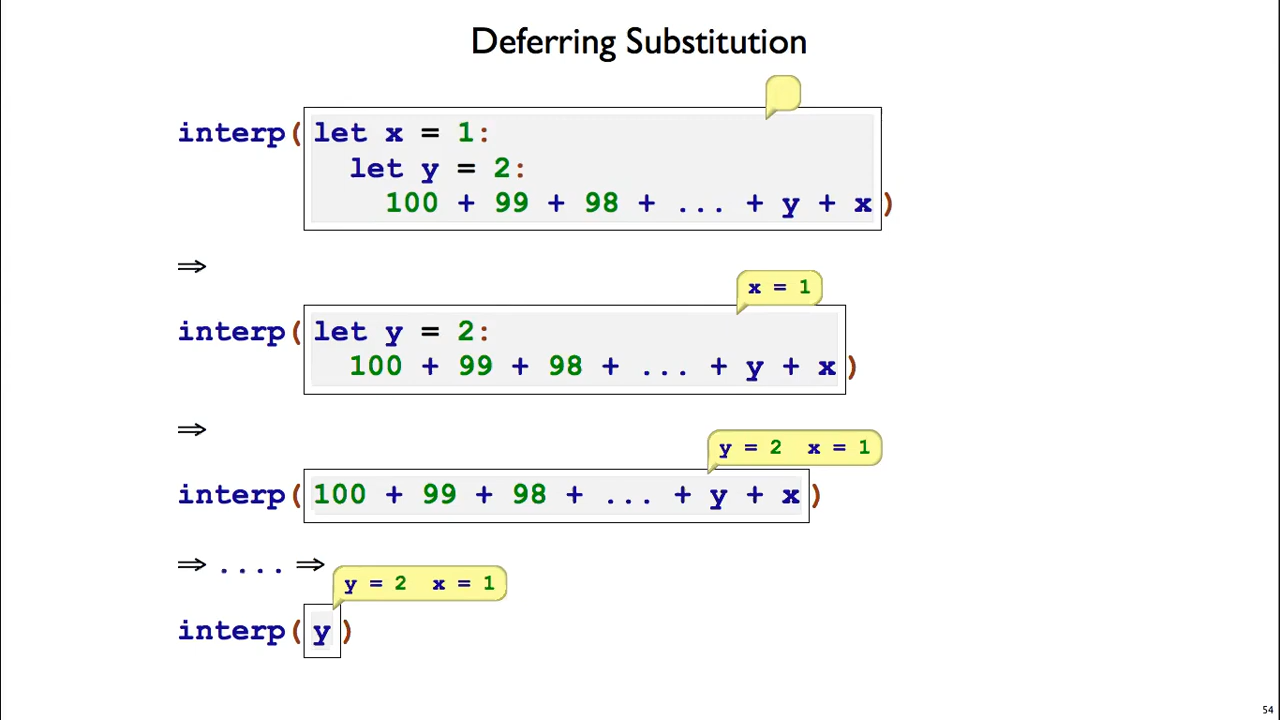 Deferring Substitution
interp(let x = 1:
let y = 2:
100 + 99 + 98 + ... + y + x)
⇒
x = 1
interp(let y = 2:
100 + 99 + 98 + ... + y + x)
⇒
y = 2 x = 1
interp(100 + 99 + 98 + ... + y + x)
⇒ .... ⇒
y = 2 x = 1
interp(y)
54